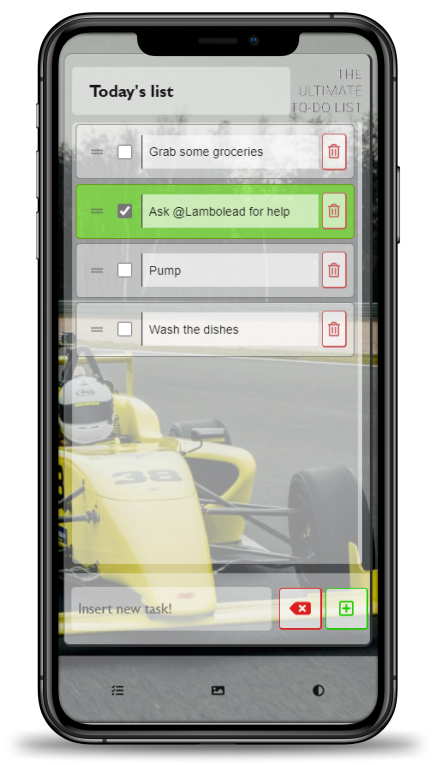 Today's list
THE
ULTIMATE
TO-DO LIST
Grab some groceries
Ask @Lambolead for help
Pump
Wash the dishes
38
Insert new task!